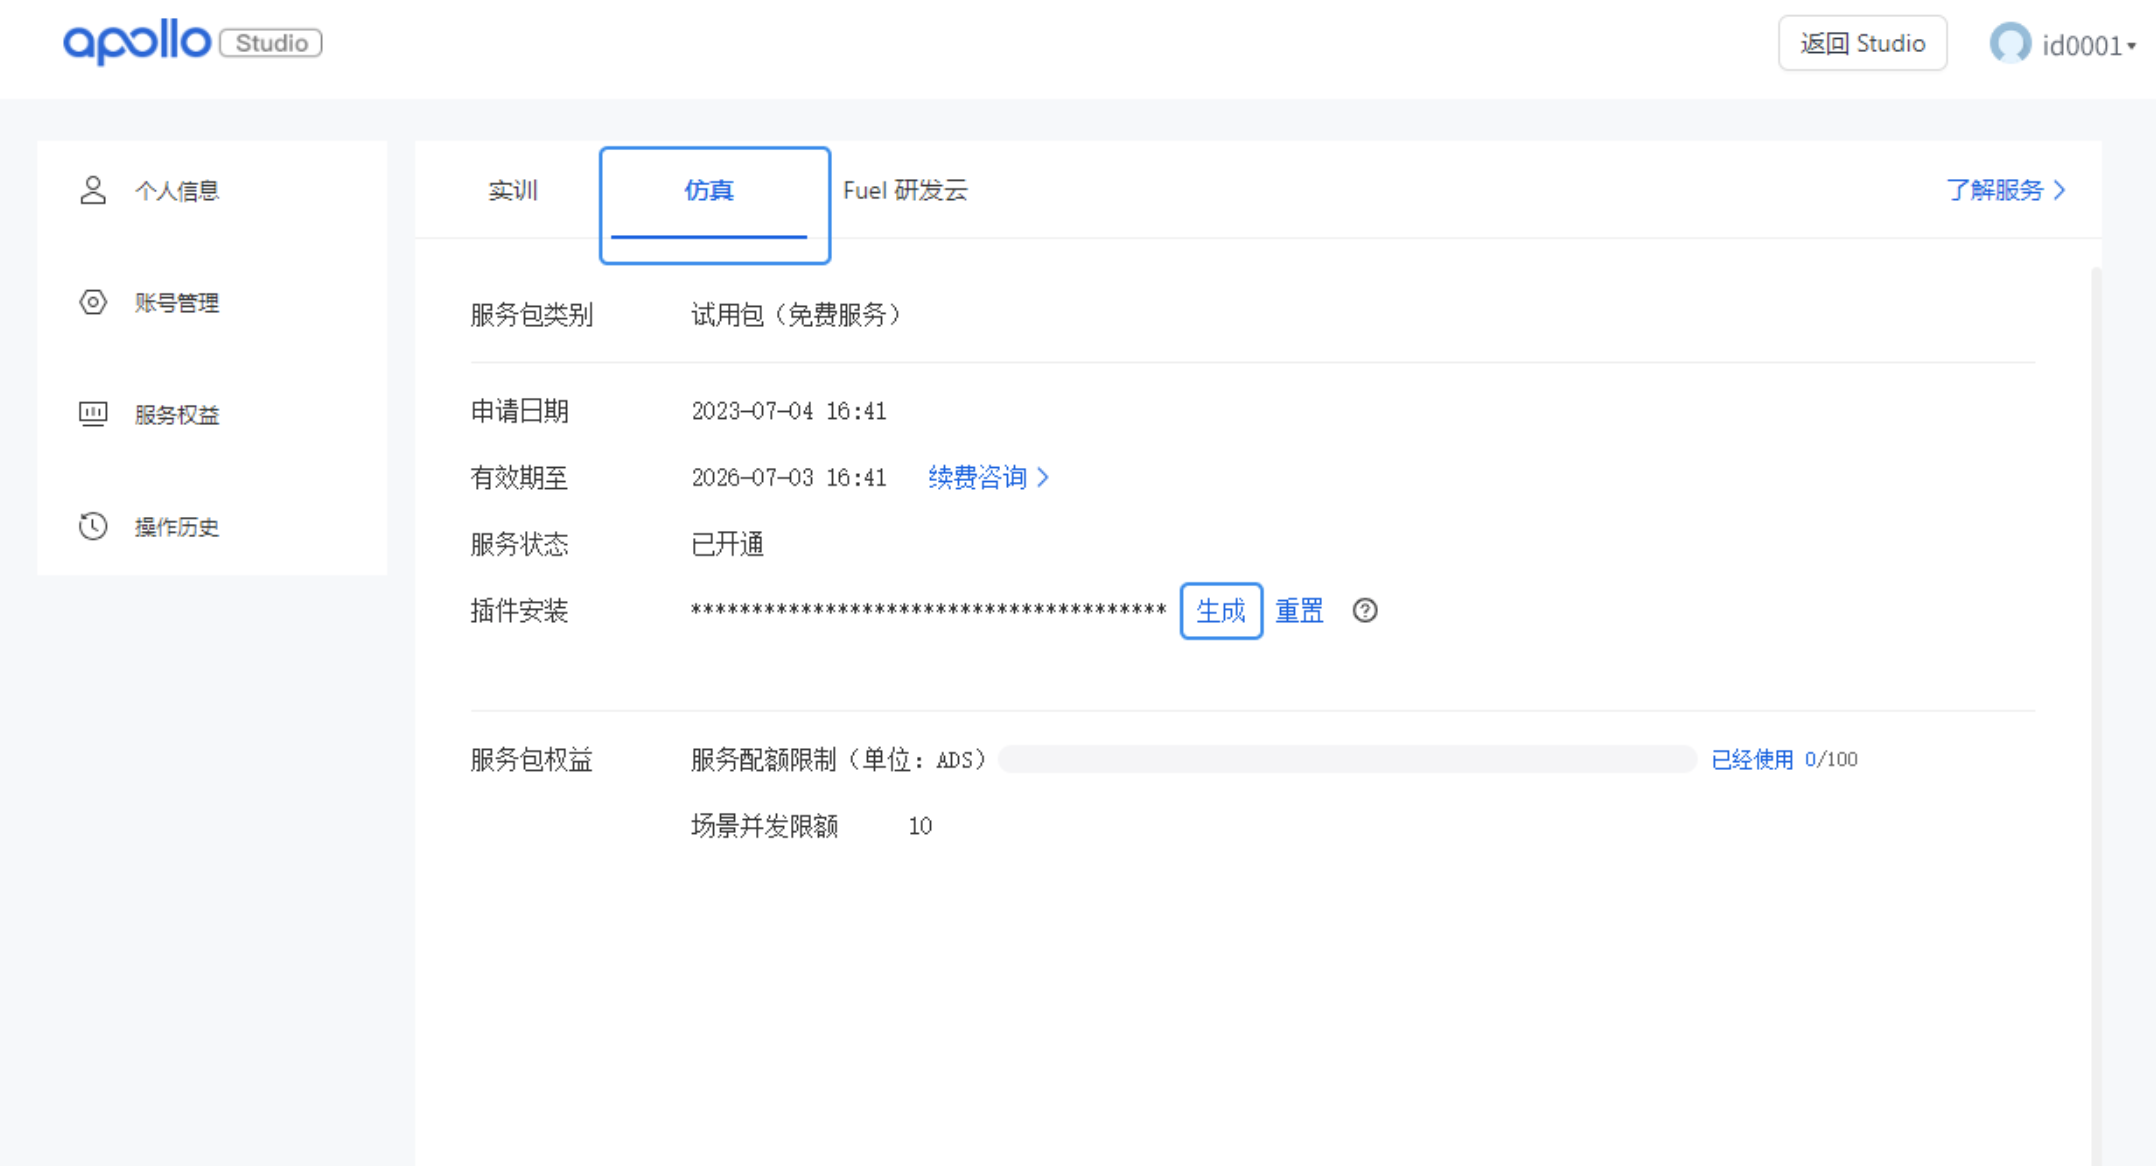 apollo Studio 返回 Studio id0001
个人信息
账号管理
服务权益
操作历史
实训 仿真 Fuel 研发云 了解服务
服务包类别 试用包（免费服务）
申请日期 2023-07-04 16:41
有效期至 2026-07-03 16:41 续费咨询
服务状态 已开通
插件安装 *************************************** 生成 重置
服务包权益 服务配额限制（单位：ADS） 已经使用 0/100
场景并发限额 10